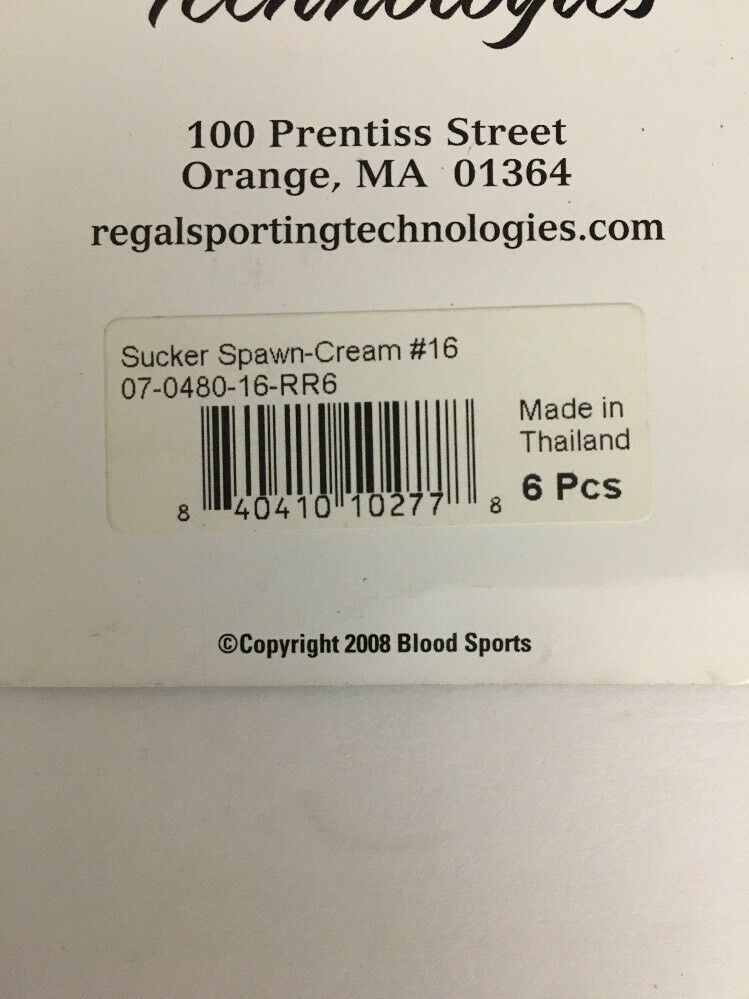 Technologies
100 Prentiss Street
Orange, MA 01364
regalsportingtechnologies.com
Sucker Spawn-Cream #16
07-0480-16-RR6
Made in
Thailand
6 Pcs
8 40410 10277 8
©Copyright 2008 Blood Sports